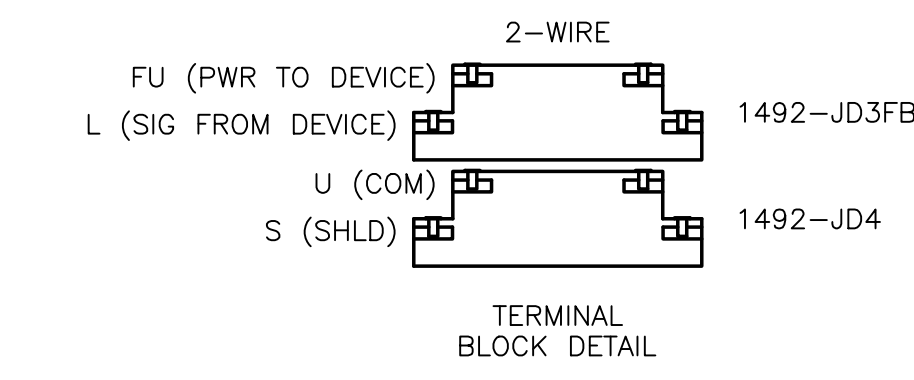 2-WIRE
FU (PWR TO DEVICE)
L (SIG FROM DEVICE)
1492-JD3FB
U (COM)
S (SHLD)
1492-JD4
TERMINAL
BLOCK DETAIL